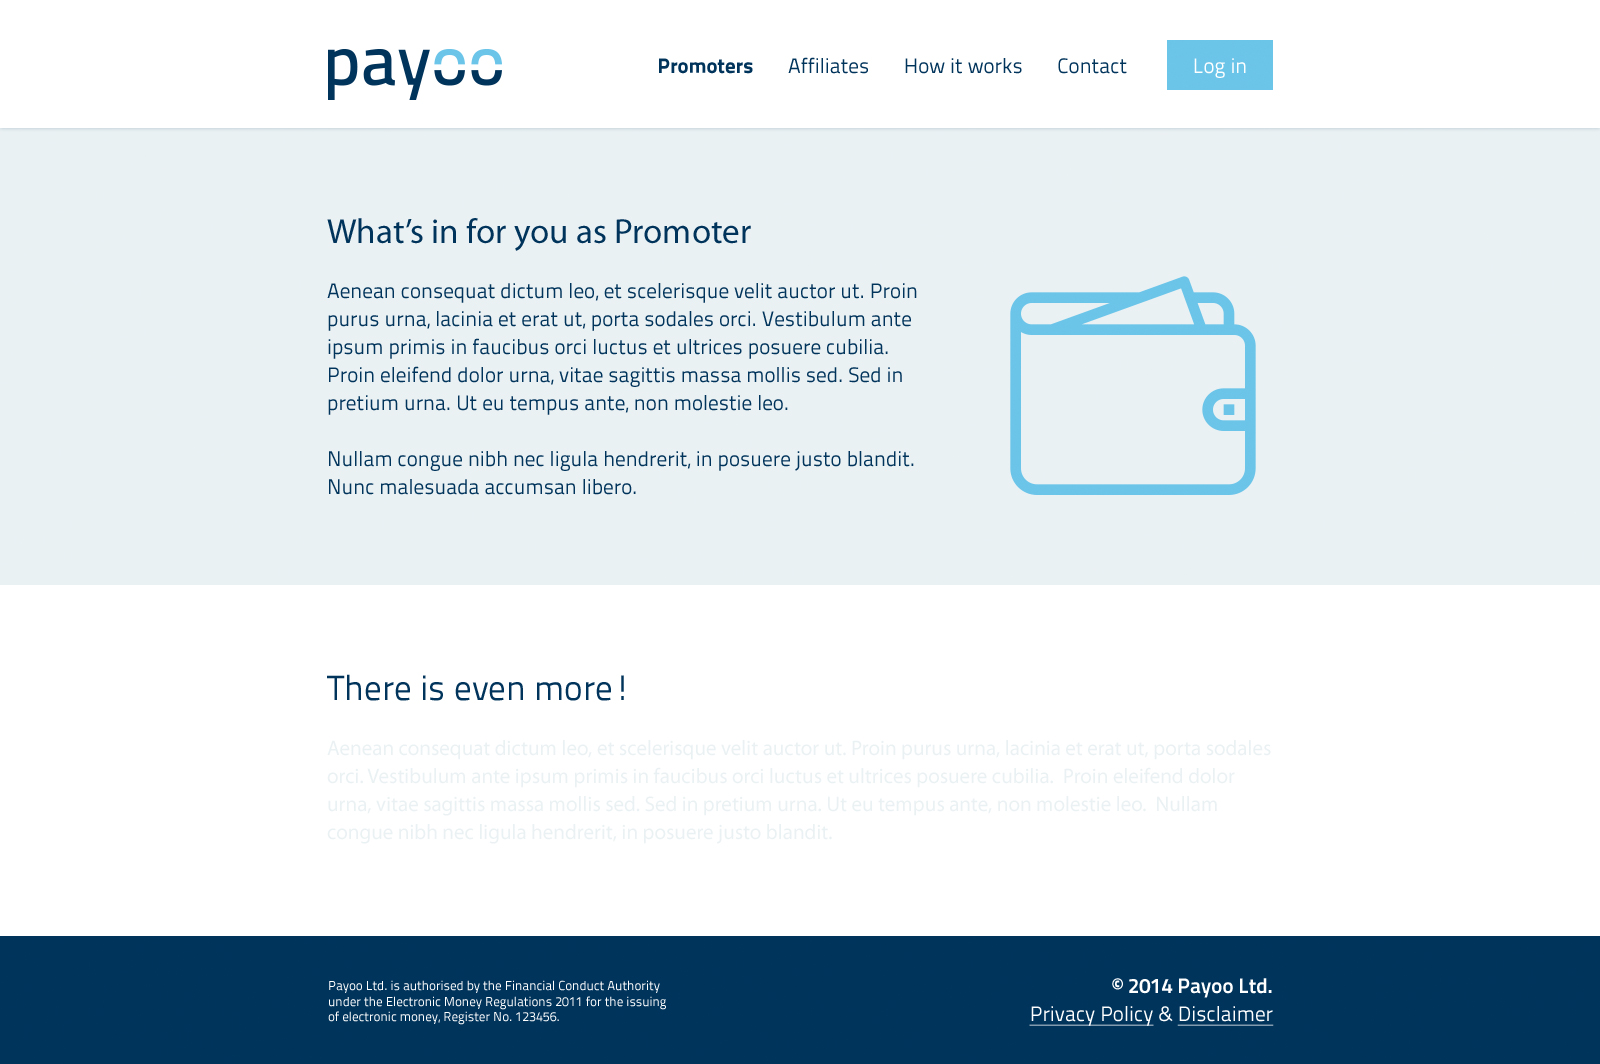 payoo
Promoters
Affiliates
How it works
Contact
Log in
What’s in for you as Promoter
Aenean consequat dictum leo, et scelerisque velit auctor ut. Proin
purus urna, lacinia et erat ut, porta sodales orci. Vestibulum ante
ipsum primis in faucibus orci luctus et ultrices posuere cubilia.
Proin eleifend dolor urna, vitae sagittis massa mollis sed. Sed in
pretium urna. Ut eu tempus ante, non molestie leo.
Nullam congue nibh nec ligula hendrerit, in posuere justo blandit.
Nunc malesuada accumsan libero.
There is even more !
Aenean consequat dictum leo, et scelerisque velit auctor ut. Proin purus urna, lacinia et erat ut, porta sodales
orci. Vestibulum ante ipsum primis in faucibus orci luctus et ultrices posuere cubilia.  Proin eleifend dolor
urna, vitae sagittis massa mollis sed. Sed in pretium urna. Ut eu tempus ante, non molestie leo.  Nullam
congue nibh nec ligula hendrerit, in posuere justo blandit.
Payoo Ltd. is authorised by the Financial Conduct Authority
under the Electronic Money Regulations 2011 for the issuing
of electronic money, Register No. 123456.
© 2014 Payoo Ltd.
Privacy Policy & Disclaimer